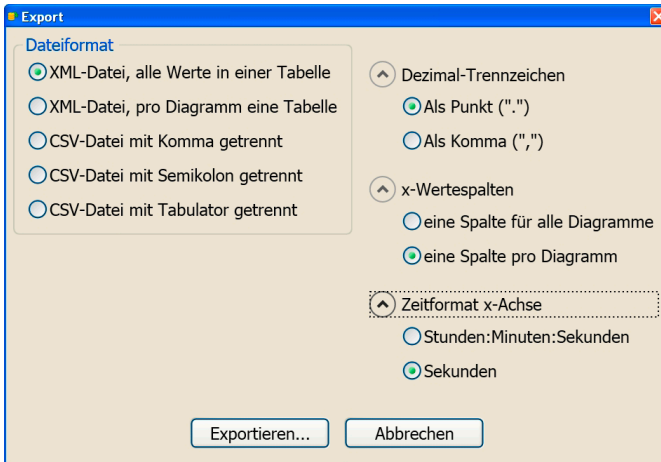 Export
Dateiformat
XML-Datei, alle Werte in einer Tabelle
XML-Datei, pro Diagramm eine Tabelle
CSV-Datei mit Komma getrennt
CSV-Datei mit Semikolon getrennt
CSV-Datei mit Tabulator getrennt
Dezimal-Trennzeichen
Als Punkt (".")
Als Komma (",")
x-Wertespalten
eine Spalte für alle Diagramme
eine Spalte pro Diagramm
Zeitformat x-Achse
Stunden:Minuten:Sekunden
Sekunden
Exportieren...
Abbrechen